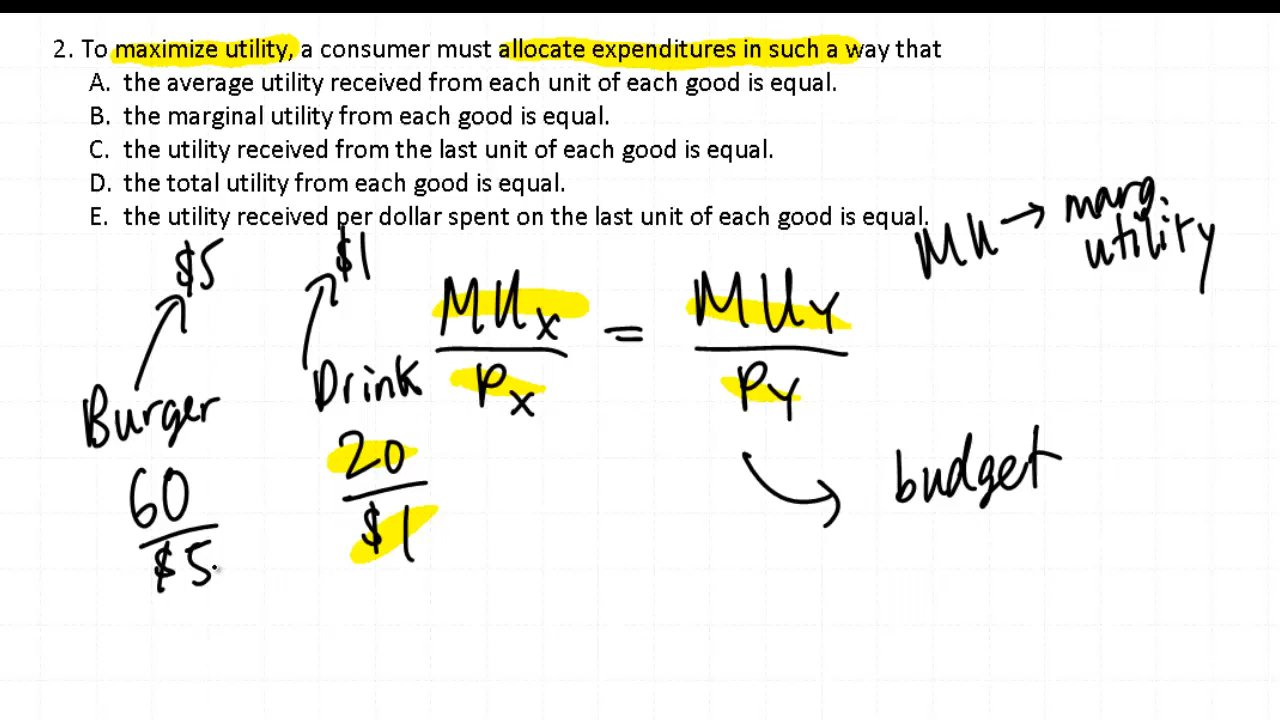 2. To maximize utility, a consumer must allocate expenditures in such a way that
A. the average utility received from each unit of each good is equal.
B. the marginal utility from each good is equal.
C. the utility received from the last unit of each good is equal.
D. the total utility from each good is equal.
E. the utility received per dollar spent on the last unit of each good is equal.
MU → marg.
utility
$5
$1
MUx = MUY
Px PY
Burger
Drink
60
$5
20
$1
budget